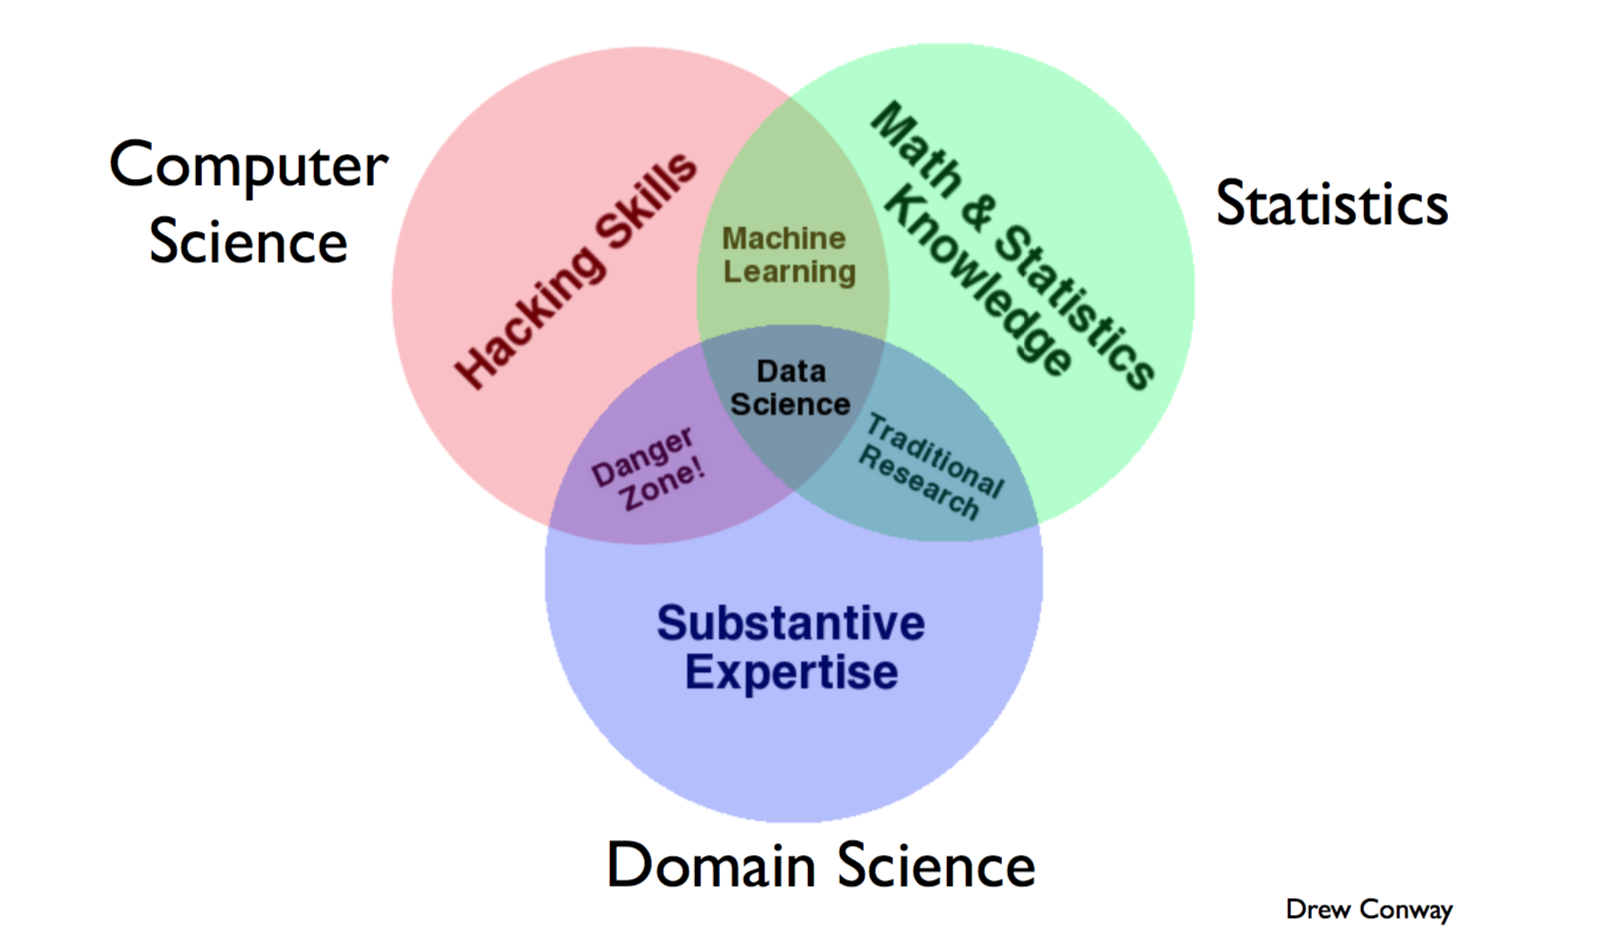 Computer
Science
Hacking Skills
Math & Statistics
Knowledge
Statistics
Machine
Learning
Data
Science
Danger
Zone!
Traditional
Research
Substantive
Expertise
Domain Science
Drew Conway